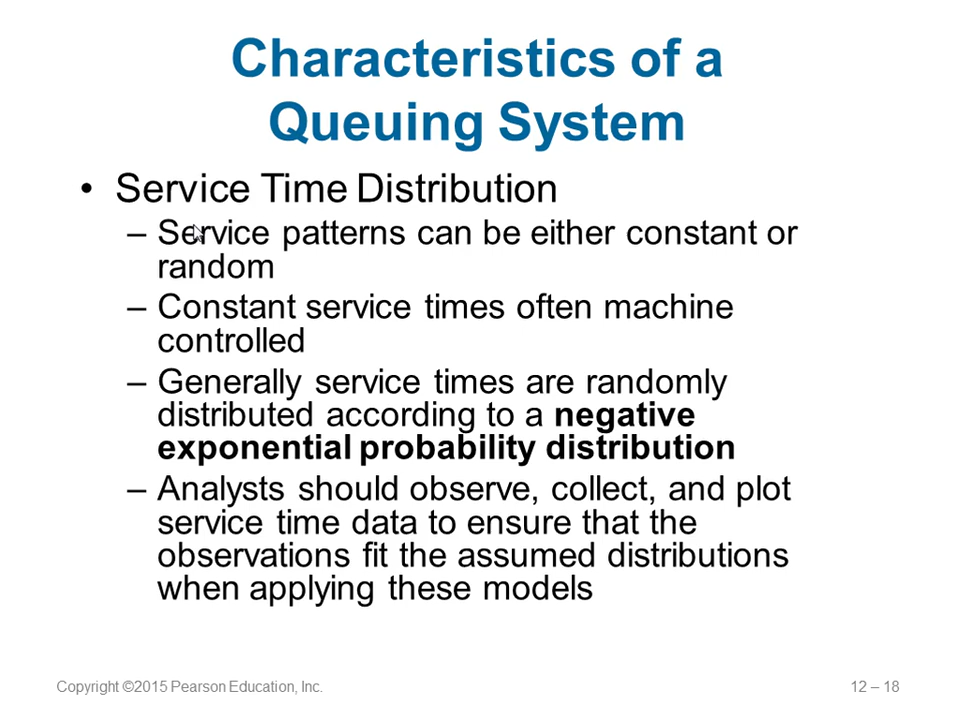 Characteristics of a
Queuing System
• Service Time Distribution
– Service patterns can be either constant or
random
– Constant service times often machine
controlled
– Generally service times are randomly
distributed according to a negative
exponential probability distribution
– Analysts should observe, collect, and plot
service time data to ensure that the
observations fit the assumed distributions
when applying these models
Copyright ©2015 Pearson Education, Inc.
12 – 18